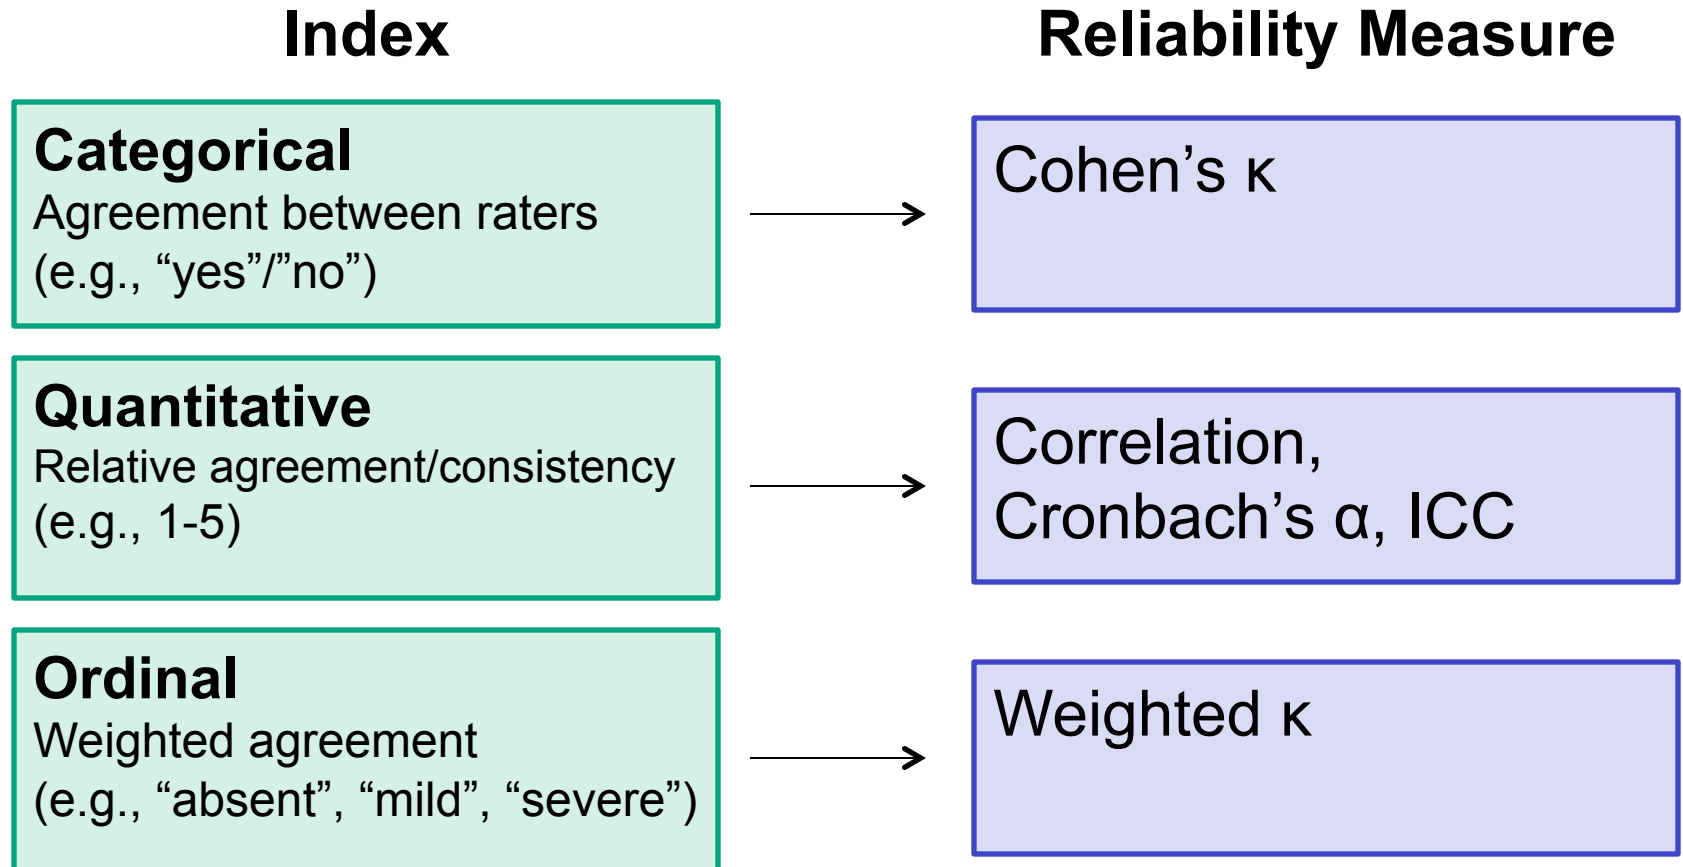 Index
Reliability Measure
Categorical
Agreement between raters
(e.g., “yes”/”no”)
Cohen’s κ
Quantitative
Relative agreement/consistency
(e.g., 1-5)
Correlation,
Cronbach’s α, ICC
Ordinal
Weighted agreement
(e.g., “absent”, “mild”, “severe”)
Weighted κ